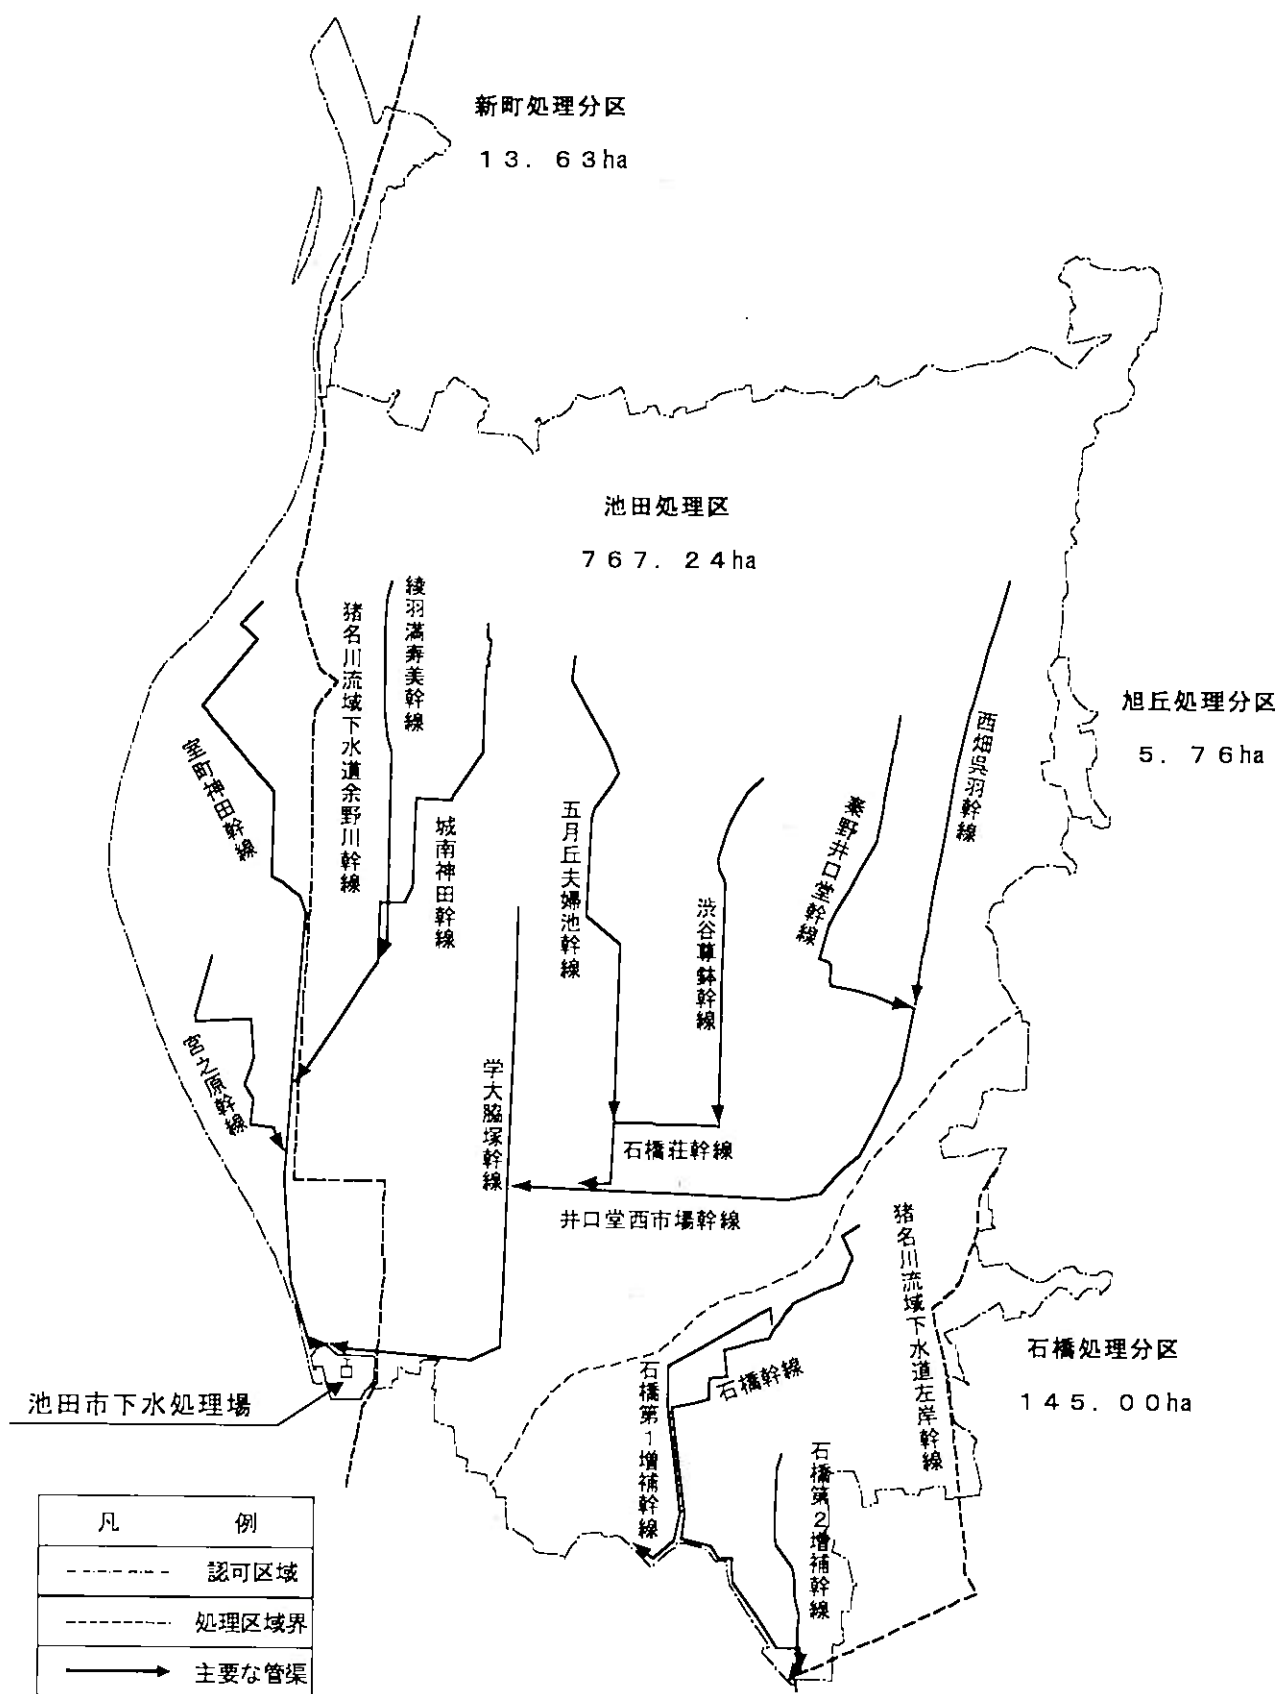 新町処理分区
13.63ha
池田処理区
767.24ha
旭丘処理分区
5.76ha
綾羽満寿美幹線
猪名川流域下水道余野川幹線
室町神田幹線
城南神田幹線
五月丘夫婦池幹線
渋谷尊鉢幹線
秦野井口堂幹線
西畑呉羽幹線
宮之原幹線
学大脇塚幹線
石橋荘幹線
井口堂西市場幹線
猪名川流域下水道左岸幹線
石橋処理分区
145.00ha
石橋幹線
石橋第1増補幹線
石橋第2増補幹線
池田市下水処理場
凡例
認可区域
処理区域界
主要な管渠